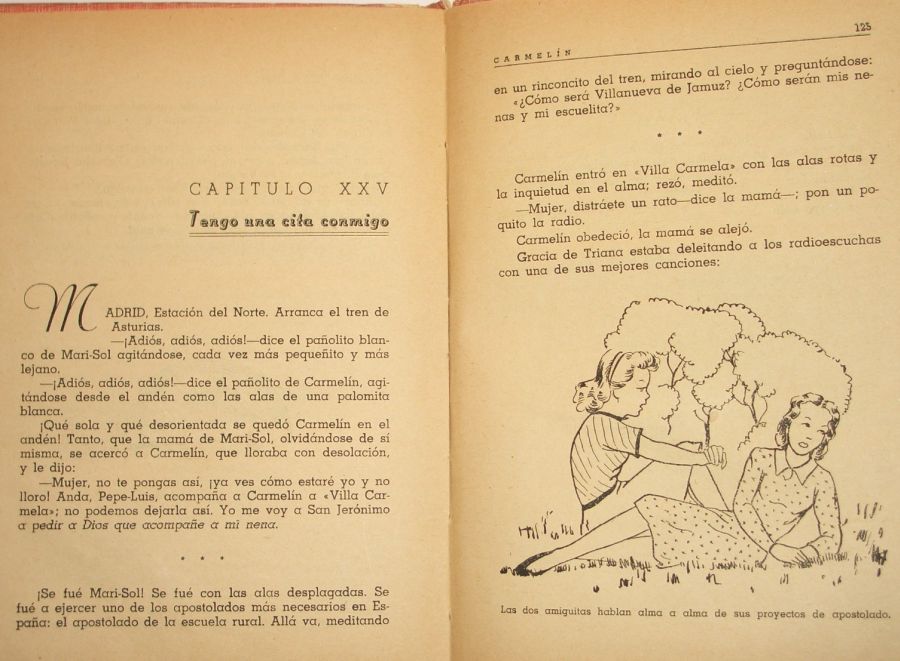 CAPITULO XXV
Tengo una cita conmigo
MADRID, Estación del Norte. Arranca el tren de
Asturias.
—¡Adiós, adiós, adiós!—dice el pañolito blan-
co de Mari-Sol agitándose, cada vez más pequeñito y más
lejano.
—¡Adiós, adiós, adiós!—dice el pañolito de Carmelín, agi-
tándose desde el andén como las alas de una palomita
blanca.
¡Qué sola y qué desorientada se quedó Carmelín en el
andén! Tanto, que la mamá de Mari-Sol, olvidándose de sí
misma, se acercó a Carmelín, que lloraba con desolación,
y le dijo:
—Mujer, no te pongas así, ¡ya ves cómo estaré yo y no
lloro! Anda, Pepe-Luis, acompaña a Carmelín a «Villa Car-
mela»; no podemos dejarla así. Yo me voy a San Jerónimo
a pedir a Dios que acompañe a mi nena.
* * *
¡Se fué Mari-Sol! Se fué con las alas desplagadas. Se
fué a ejercer uno de los apostolados más necesarios en Es-
paña: el apostolado de la escuela rural. Allá va, meditando
CARMELÍN 125
en un rinconcito del tren, mirando al cielo y preguntándose:
«¿Cómo será Villanueva de Jamuz? ¿Cómo serán mis ne-
nas y mi escuelita?»
* * *
Carmelín entró en «Villa Carmela» con las alas rotas y
la inquietud en el alma; rezó, meditó.
—Mujer, distráete un rato—dice la mamá—; pon un po-
quito la radio.
Carmelín obedeció, la mamá se alejó.
Gracia de Triana estaba deleitando a los radioescuchas
con una de sus mejores canciones:
Las dos amiguitas hablan alma a alma de sus proyectos de apostolado.